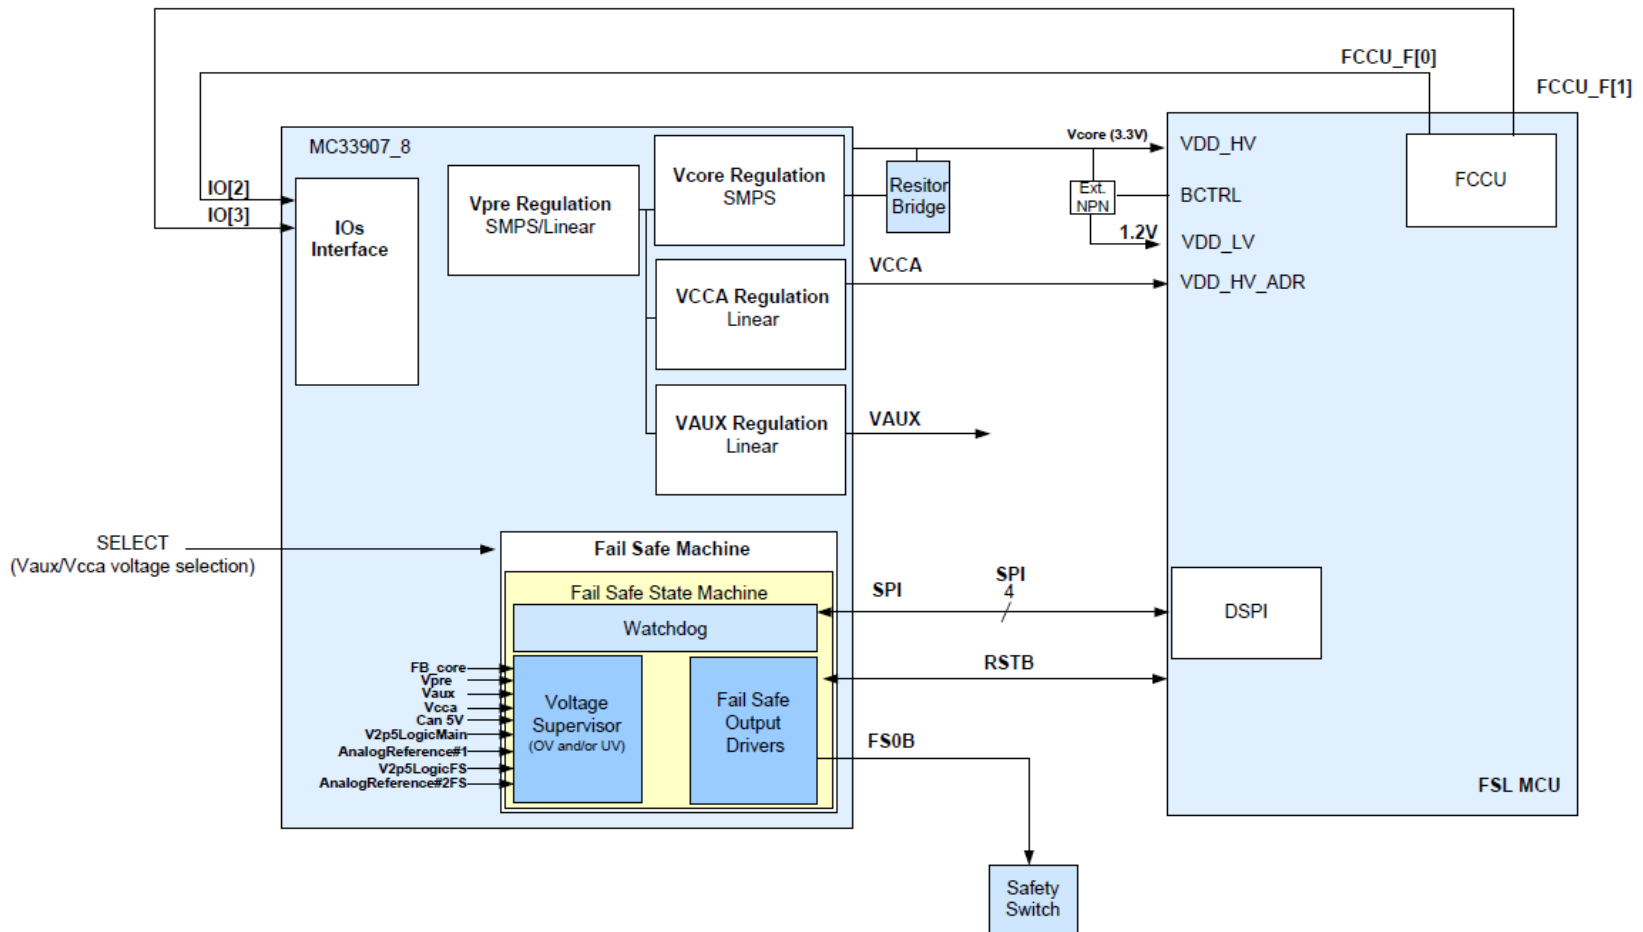 FCCU_F[0]
FCCU_F[1]
MC33907_8
IO[2]
IO[3]
IOs
Interface
Vpre Regulation
SMPS/Linear
Vcore Regulation
SMPS
VCCA Regulation
Linear
VAUX Regulation
Linear
Resitor
Bridge
Vcore (3.3V)
Ext.
NPN
1.2V
VCCA
VAUX
VDD_HV
BCTRL
VDD_LV
VDD_HV_ADR
FCCU
SELECT
(Vaux/Vcca voltage selection)
Fail Safe Machine
Fail Safe State Machine
Watchdog
FB_core
Vpre
Vaux
Vcca
Can 5V
V2p5LogicMain
AnalogReference#1
V2p5LogicFS
AnalogReference#2FS
Voltage
Supervisor
(OV and/or UV)
Fail Safe
Output
Drivers
SPI
SPI
4
RSTB
FS0B
DSPI
FSL MCU
Safety
Switch